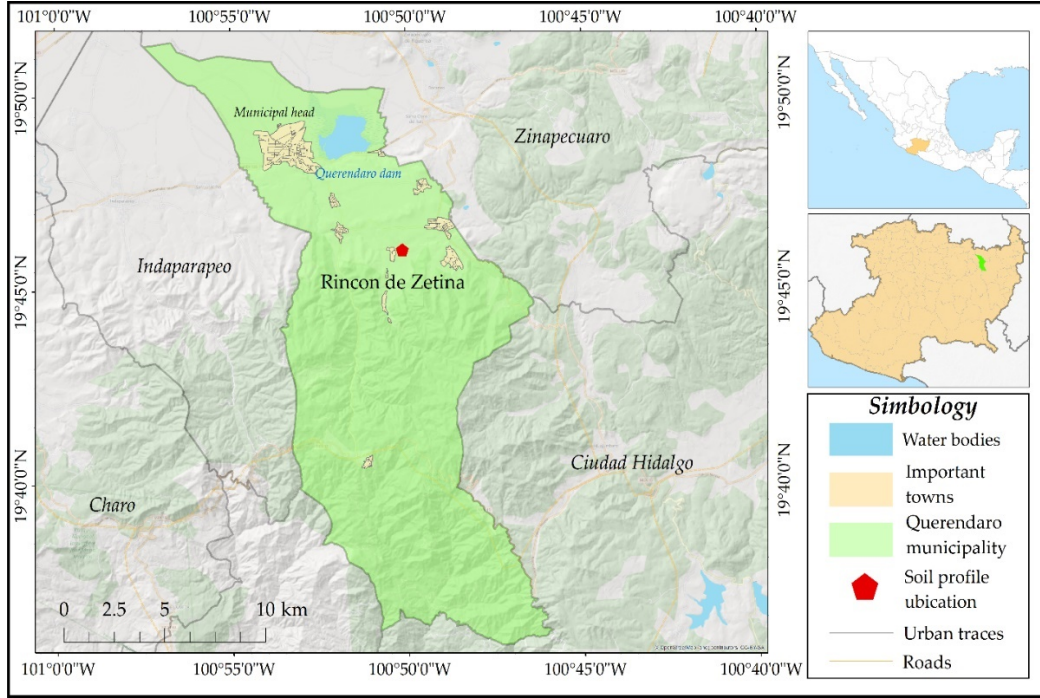 101°0'0"W 100°55'0"W 100°50'0"W 100°45'0"W 100°40'0"W
19°50'0"N
19°45'0"N
19°40'0"N
19°50'0"N
19°45'0"N
19°40'0"N
Municipal head
Querendaro dam
Zinapecuaro
Indaparapeo
Rincon de Zetina
Ciudad Hidalgo
Charo
0 2.5 5 10 km
101°0'0"W 100°55'0"W 100°50'0"W 100°45'0"W 100°40'0"W
Simbology
Water bodies
Important
towns
Querendaro
municipality
Soil profile
ubication
Urban traces
Roads